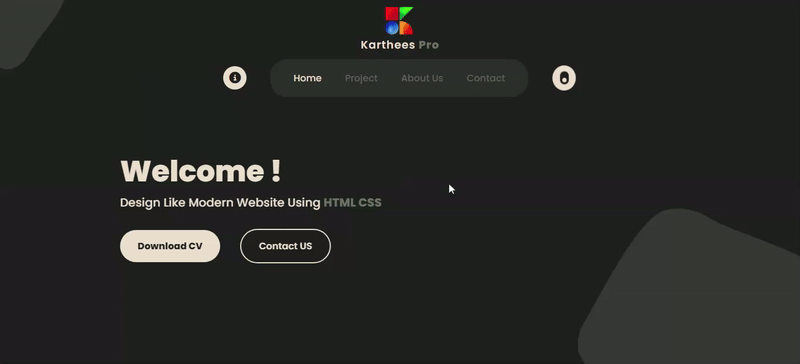 Karthees Pro
Home Project About Us Contact
Welcome !
Design Like Modern Website Using HTML CSS
Download CV Contact US